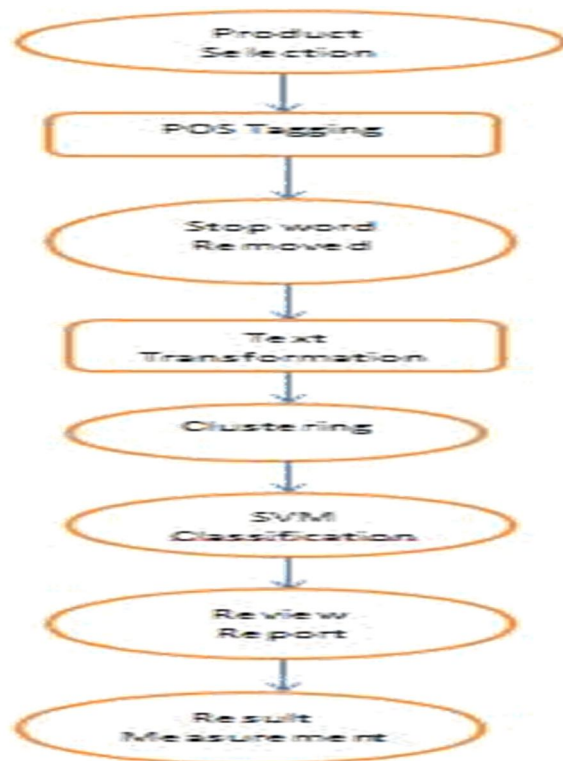 Product
Selection
POS Tagging
Stop word
Removed
Text
Transformation
Clustering
SVM
Classification
Review
Report
Result
Measurement